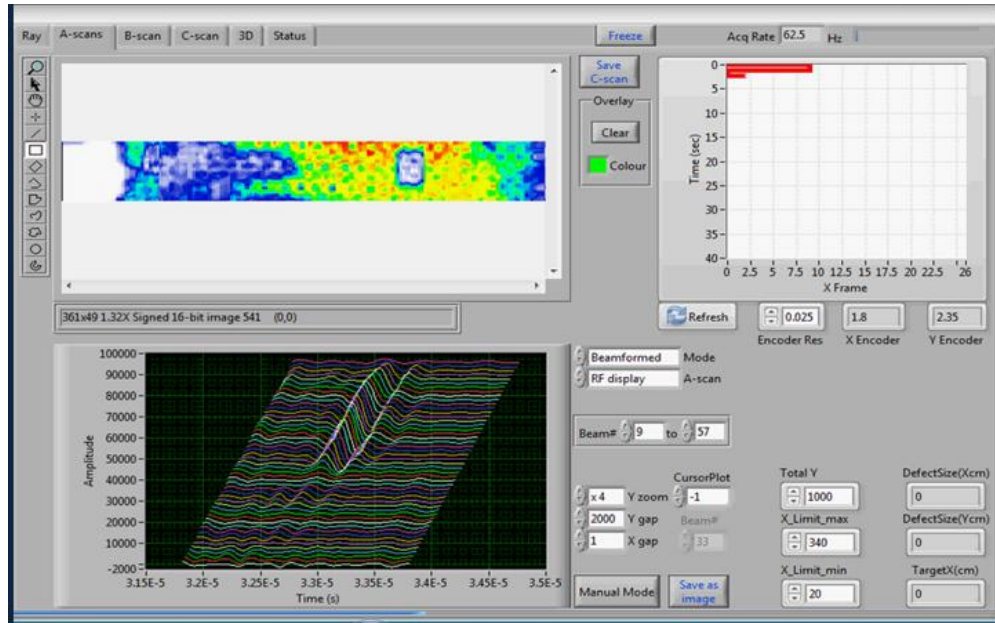 Ray A-scans B-scan C-scan 3D Status Freeze Acq Rate 62.5 Hz
Save C-scan
Overlay
Clear
Colour
361x49 1.32X Signed 16-bit image 541 (0,0)
Time (sec)
0
5
10
15
20
25
30
35
40
0 2.5 5 7.5 10 12.5 15 17.5 20 22.5 26
X Frame
Refresh 0.025 1.8 2.35
Encoder Res X Encoder Y Encoder
Amplitude
100000
90000
80000
70000
60000
50000
40000
30000
20000
10000
-2000
3.15E-5 3.2E-5 3.25E-5 3.3E-5 3.35E-5 3.4E-5 3.45E-5 3.5E-5
Time (s)
Beamformed Mode
RF display A-scan
Beam# 9 to 57
CursorPlot
x 4 Y zoom -1
2000 Y gap Beam#
1 X gap 33
Manual Mode Save as image
Total Y DefectSize(Xcm)
1000 0
X_Limit_max DefectSize(Ycm)
340 0
X_Limit_min TargetX(cm)
20 0